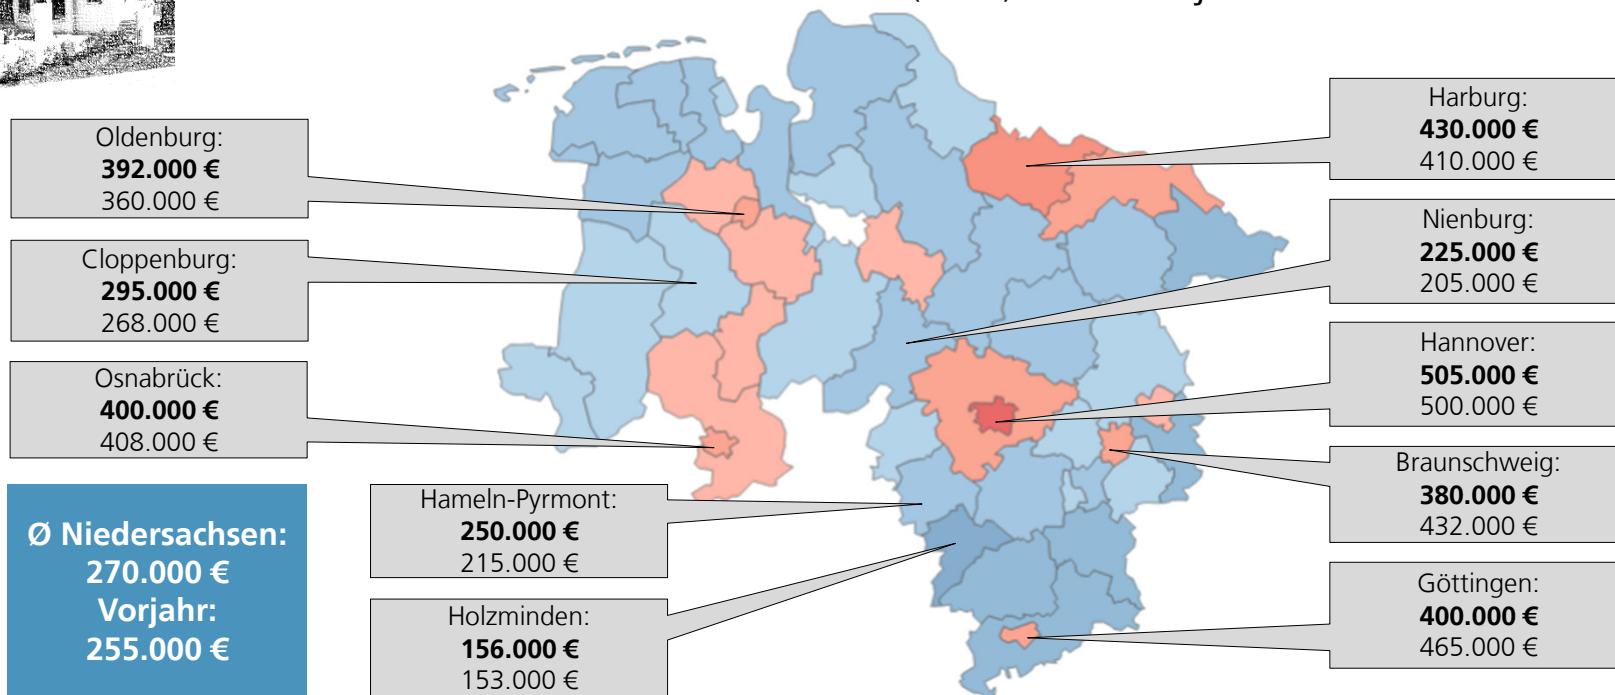 Oldenburg:
392.000 €
360.000 €
Cloppenburg:
295.000 €
268.000 €
Osnabrück:
400.000 €
408.000 €
Ø Niedersachsen:
270.000 €
Vorjahr:
255.000 €
Hameln-Pyrmont:
250.000 €
215.000 €
Holzminden:
156.000 €
153.000 €
Harburg:
430.000 €
410.000 €
Nienburg:
225.000 €
205.000 €
Hannover:
505.000 €
500.000 €
Braunschweig:
380.000 €
432.000 €
Göttingen:
400.000 €
465.000 €